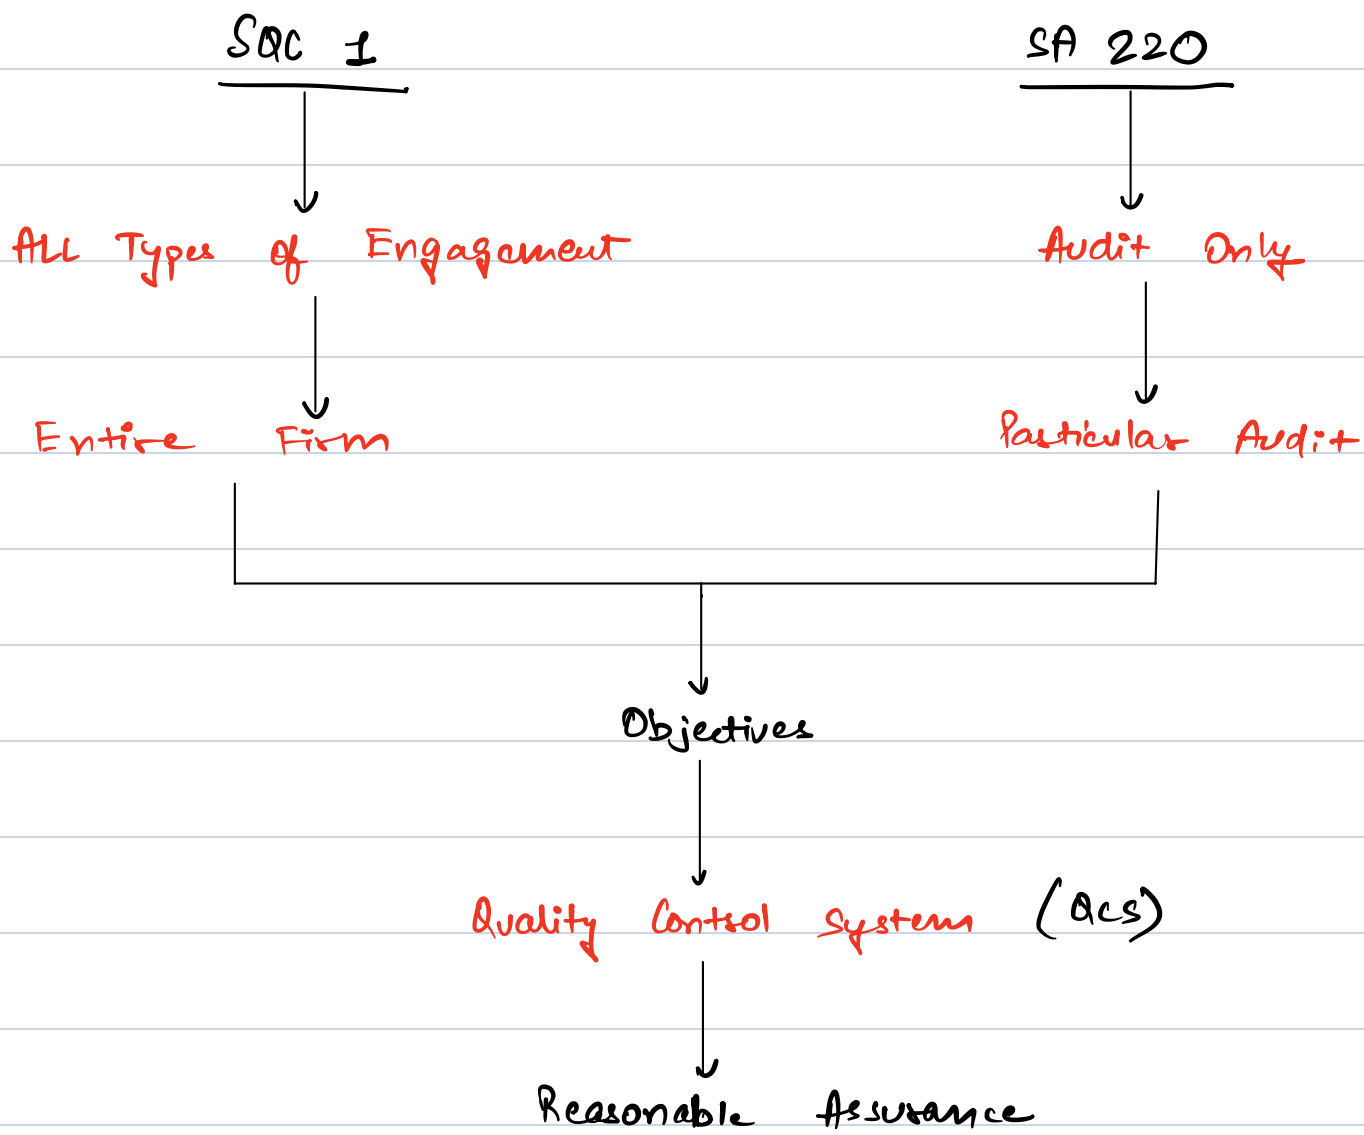 SQC 1 SA 220
ALL Types of Engagement Audit Only
Entire Firm Particular Audit
Objectives
Quality Control System (QCS)
Reasonable Assurance